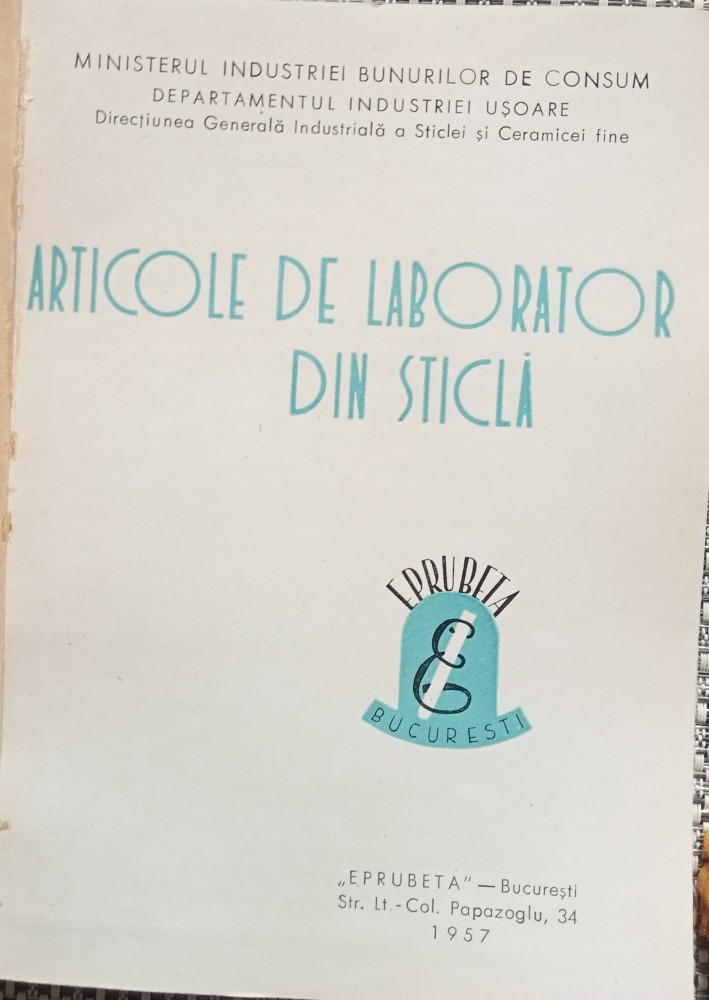 MINISTERUL INDUSTRIEI BUNURILOR DE CONSUM
DEPARTAMENTUL INDUSTRIEI UȘOARE
Direcțiunea Generală Industrială a Sticlei și Ceramicei fine
ARTICOLE DE LABORATOR
DIN STICLĂ
EPRUBETA
E
BUCUREȘTI
„EPRUBETA” — București
Str. Lt.-Col. Papazoglu, 34
1957